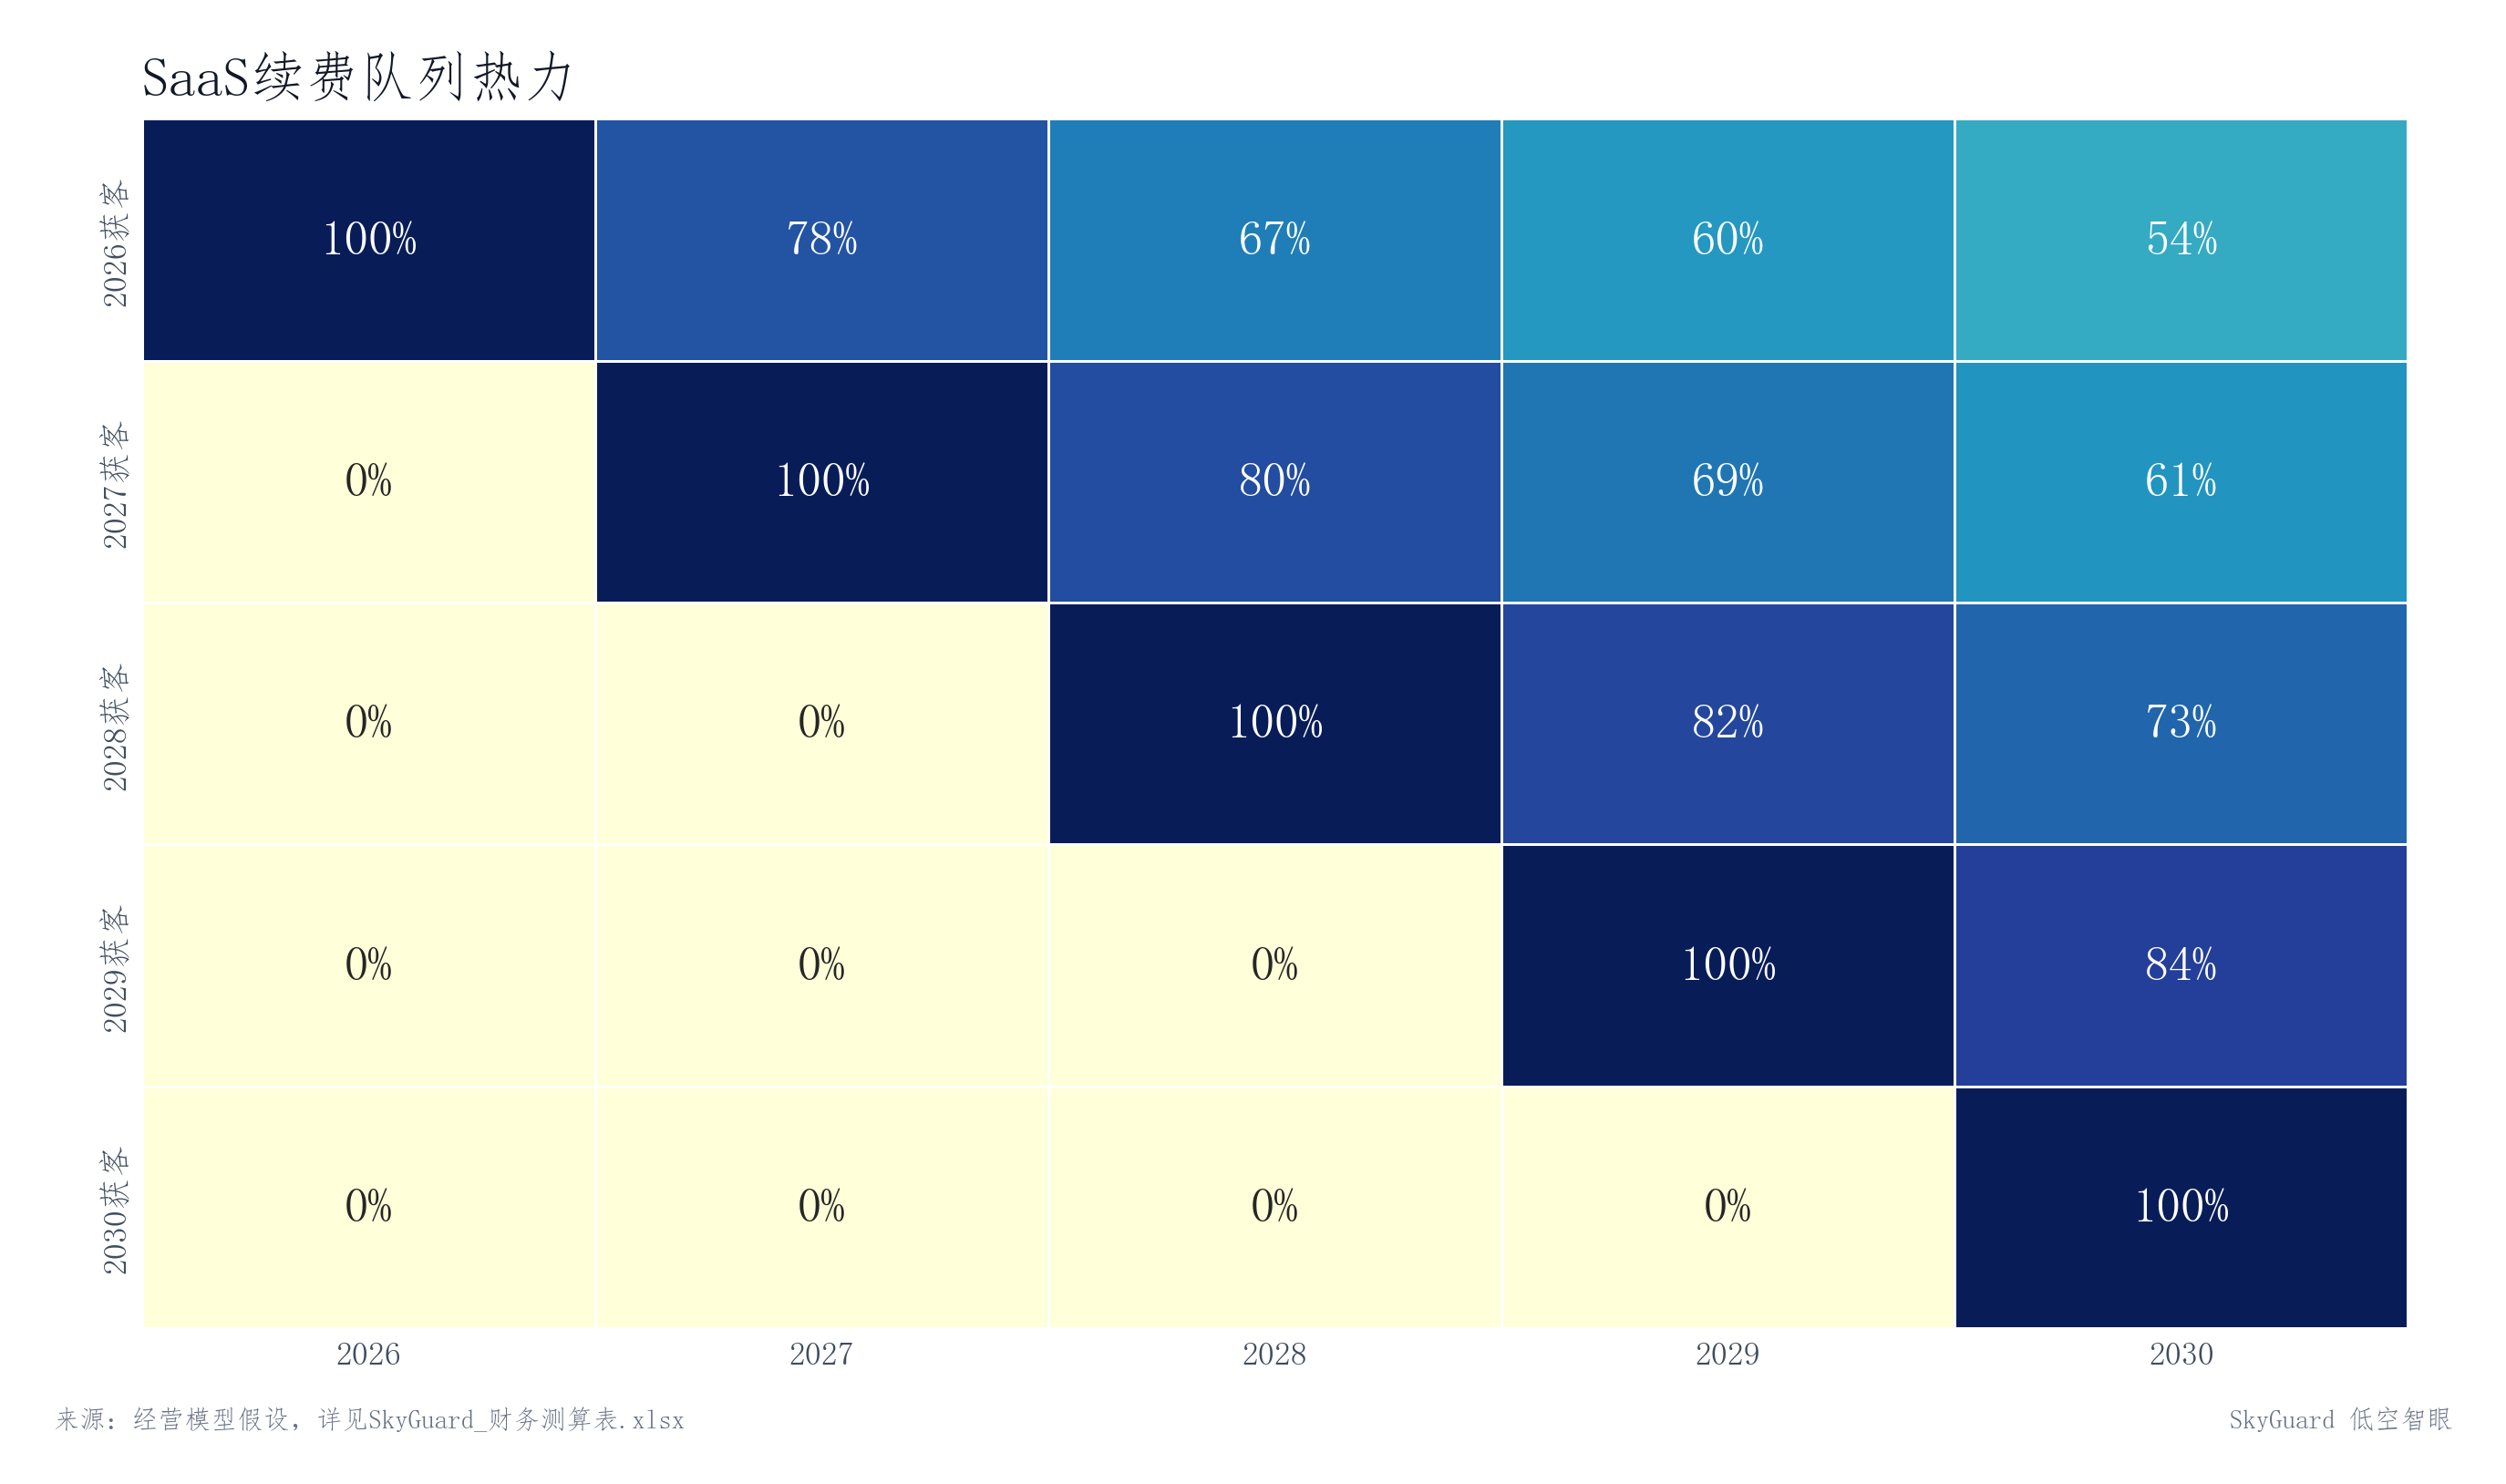 SaaS续费队列热力
2026获客 100% 78% 67% 60% 54%
2027获客 0% 100% 80% 69% 61%
2028获客 0% 0% 100% 82% 73%
2029获客 0% 0% 0% 100% 84%
2030获客 0% 0% 0% 0% 100%
2026 2027 2028 2029 2030
来源：经营模型假设，详见SkyGuard_财务测算表.xlsx
SkyGuard 低空智眼